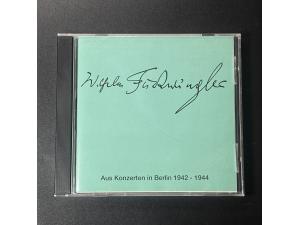 Wilhelm Furtwängler
Aus Konzerten in Berlin 1942 - 1944